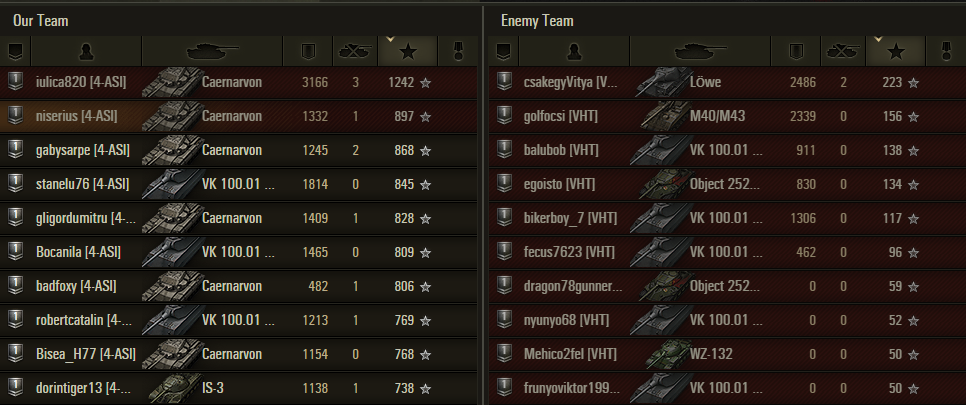 Our Team
iulica820 [4-ASI] Caernarvon 3166 3 1242
niserius [4-ASI] Caernarvon 1332 1 897
gabysarpe [4-ASI] Caernarvon 1245 2 868
stanelu76 [4-ASI] VK 100.01 ... 1814 0 845
gligordumitru [4-... Caernarvon 1409 1 828
Bocanila [4-ASI] VK 100.01 ... 1465 0 809
badfoxy [4-ASI] Caernarvon 482 1 806
robertcatalin [4-... VK 100.01 ... 1213 1 769
Bisea_H77 [4-ASI] Caernarvon 1154 0 768
dorintiger13 [4-... IS-3 1138 1 738
Enemy Team
csakegyVitya [V... Löwe 2486 2 223
golfocsi [VHT] M40/M43 2339 0 156
balubob [VHT] VK 100.01 ... 911 0 138
egoisto [VHT] Object 252... 830 0 134
bikerboy_7 [VHT] VK 100.01 ... 1306 0 117
fecus7623 [VHT] VK 100.01 ... 462 0 96
dragon78gunner... Object 252... 0 0 59
nyunyo68 [VHT] VK 100.01 ... 0 0 52
Mehico2fel [VHT] WZ-132 0 0 50
frunyoviktor199... VK 100.01 ... 0 0 50